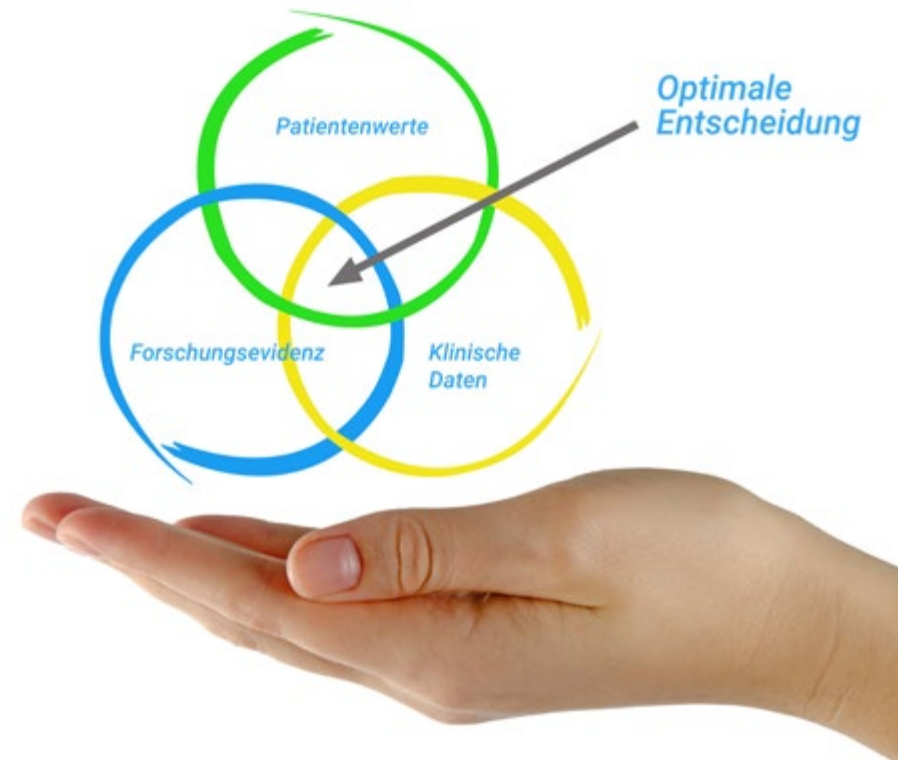 Patientenwerte
Optimale
Entscheidung
Forschungsevidenz
Klinische
Daten